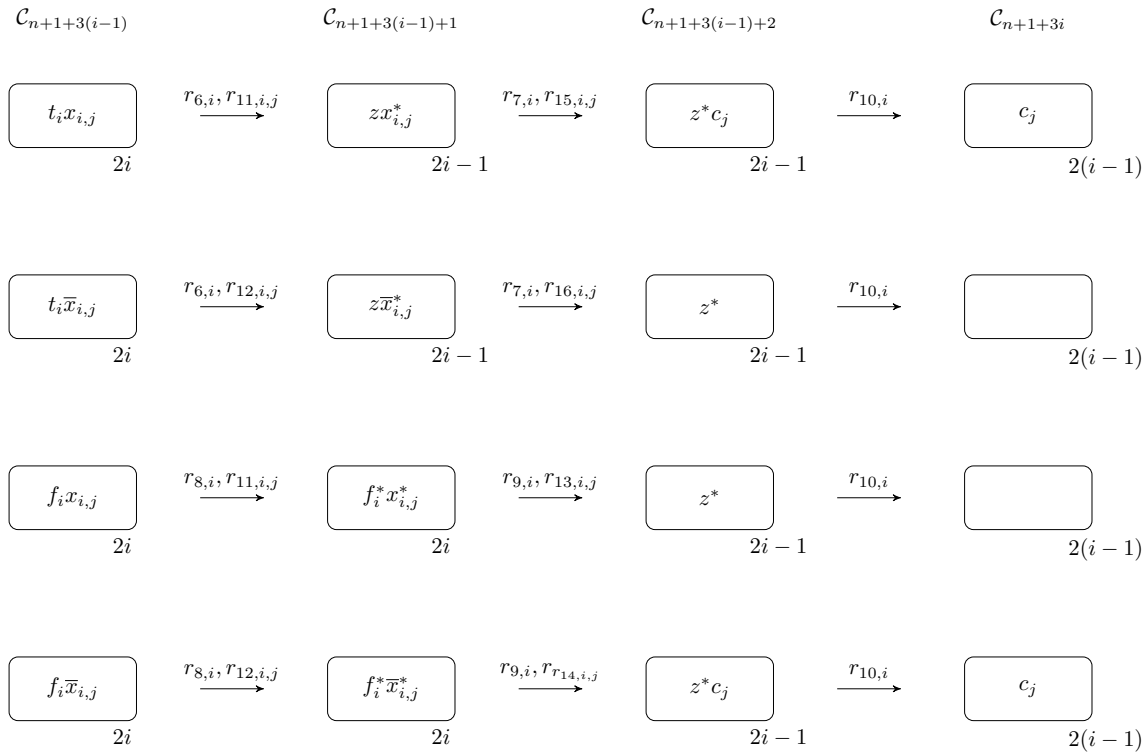 𝒞_{n+1+3(i−1)} 𝒞_{n+1+3(i−1)+1} 𝒞_{n+1+3(i−1)+2} 𝒞_{n+1+3i}
r_{6,i}, r_{11,i,j} r_{7,i}, r_{15,i,j} r_{10,i}
t_i x_{i,j} z x^*_{i,j} z^* c_j c_j
2i 2i − 1 2i − 1 2(i − 1)
r_{6,i}, r_{12,i,j} r_{7,i}, r_{16,i,j} r_{10,i}
t_i x̅_{i,j} z x̅^*_{i,j} z^*
2i 2i − 1 2i − 1 2(i − 1)
r_{8,i}, r_{11,i,j} r_{9,i}, r_{13,i,j} r_{10,i}
f_i x_{i,j} f^*_i x^*_{i,j} z^*
2i 2i 2i − 1 2(i − 1)
r_{8,i}, r_{12,i,j} r_{9,i}, r_{r_{14,i,j}} r_{10,i}
f_i x̅_{i,j} f^*_i x̅^*_{i,j} z^* c_j c_j
2i 2i 2i − 1 2(i − 1)